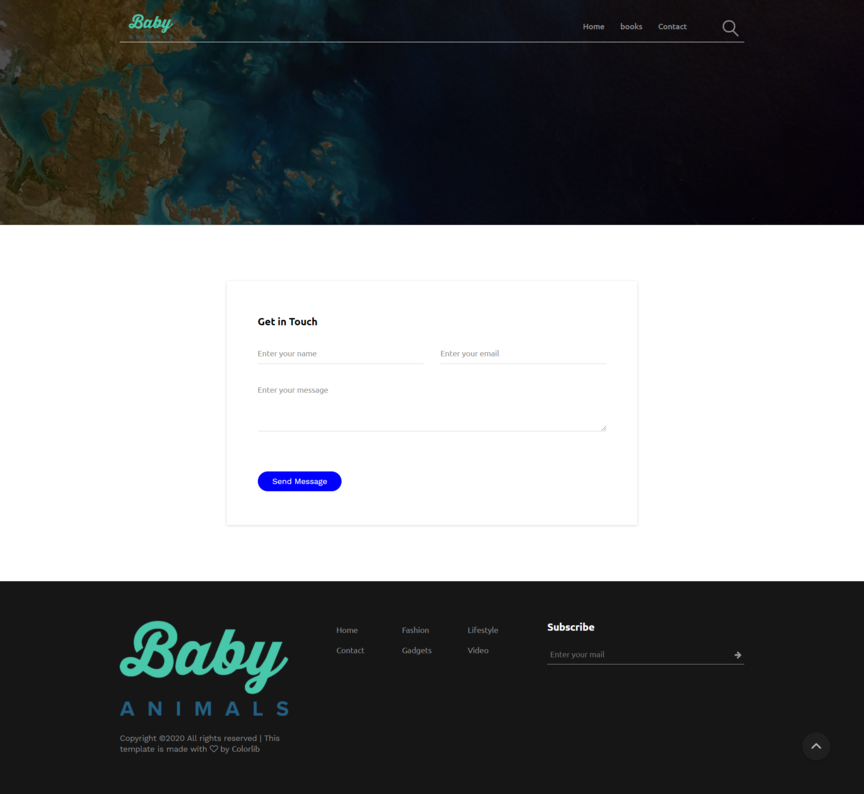 Baby
ANIMALS
Home books Contact
Get in Touch
Enter your name Enter your email
Enter your message
Send Message
Baby
ANIMALS
Copyright ©2020 All rights reserved | This
template is made with ♡ by Colorlib
Home Fashion Lifestyle
Contact Gadgets Video
Subscribe
Enter your mail